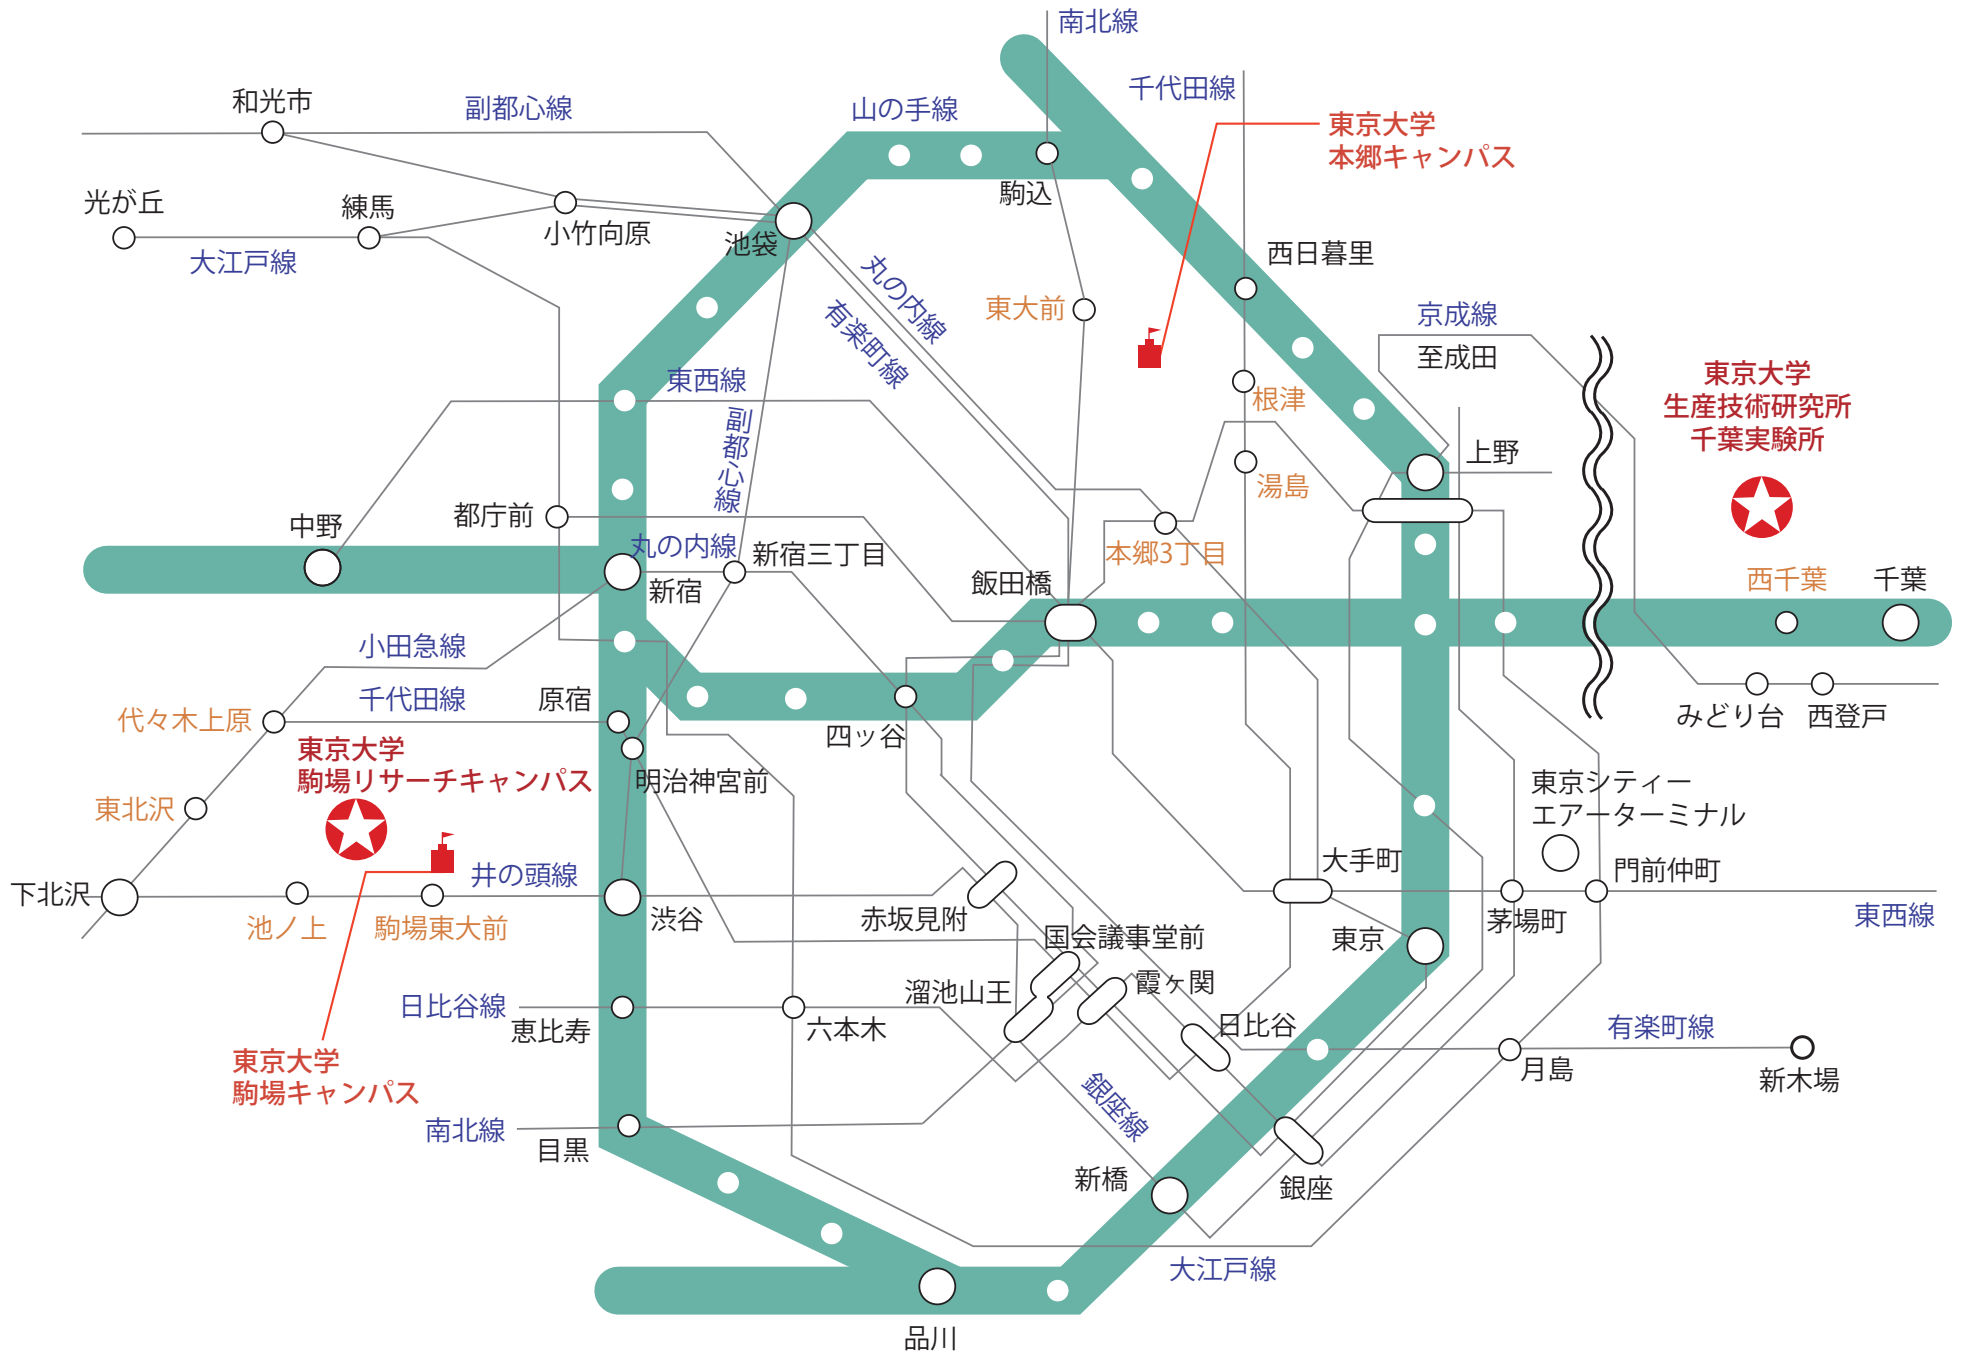 南北線
千代田線
和光市
副都心線
山の手線
東京大学
本郷キャンパス
光が丘
練馬
小竹向原
池袋
駒込
大江戸線
丸の内線
有楽町線
西日暮里
東大前
京成線
至成田
東京大学
生産技術研究所
千葉実験所
東西線
副都心線
根津
上野
湯島
中野
都庁前
丸の内線
新宿三丁目
新宿
飯田橋
本郷3丁目
西千葉
千葉
小田急線
千代田線
原宿
代々木上原
四ッ谷
みどり台
西登戸
東京大学
駒場リサーチキャンパス
明治神宮前
東京シティー
エアーターミナル
東北沢
大手町
門前仲町
井の頭線
下北沢
池ノ上
駒場東大前
渋谷
赤坂見附
国会議事堂前
東京
茅場町
東西線
霞ヶ関
溜池山王
日比谷線
恵比寿
六本木
日比谷
有楽町線
月島
新木場
東京大学
駒場キャンパス
南北線
目黒
銀座線
新橋
銀座
大江戸線
品川